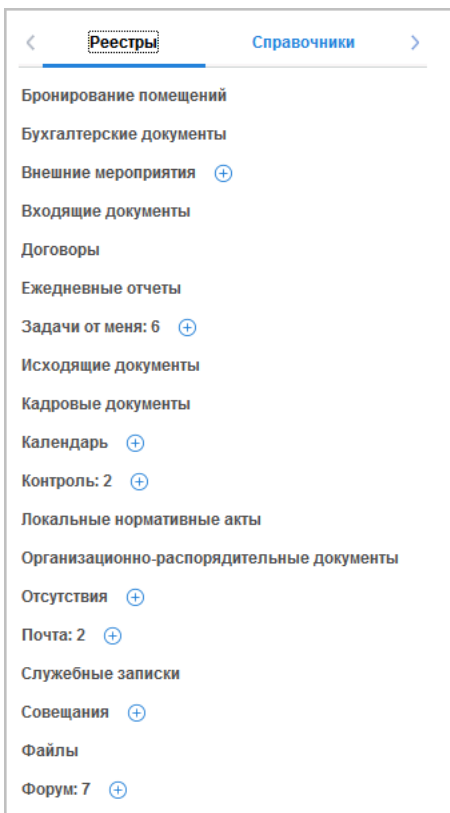 Реестры Справочники
Бронирование помещений
Бухгалтерские документы
Внешние мероприятия
Входящие документы
Договоры
Ежедневные отчеты
Задачи от меня: 6
Исходящие документы
Кадровые документы
Календарь
Контроль: 2
Локальные нормативные акты
Организационно-распорядительные документы
Отсутствия
Почта: 2
Служебные записки
Совещания
Файлы
Форум: 7